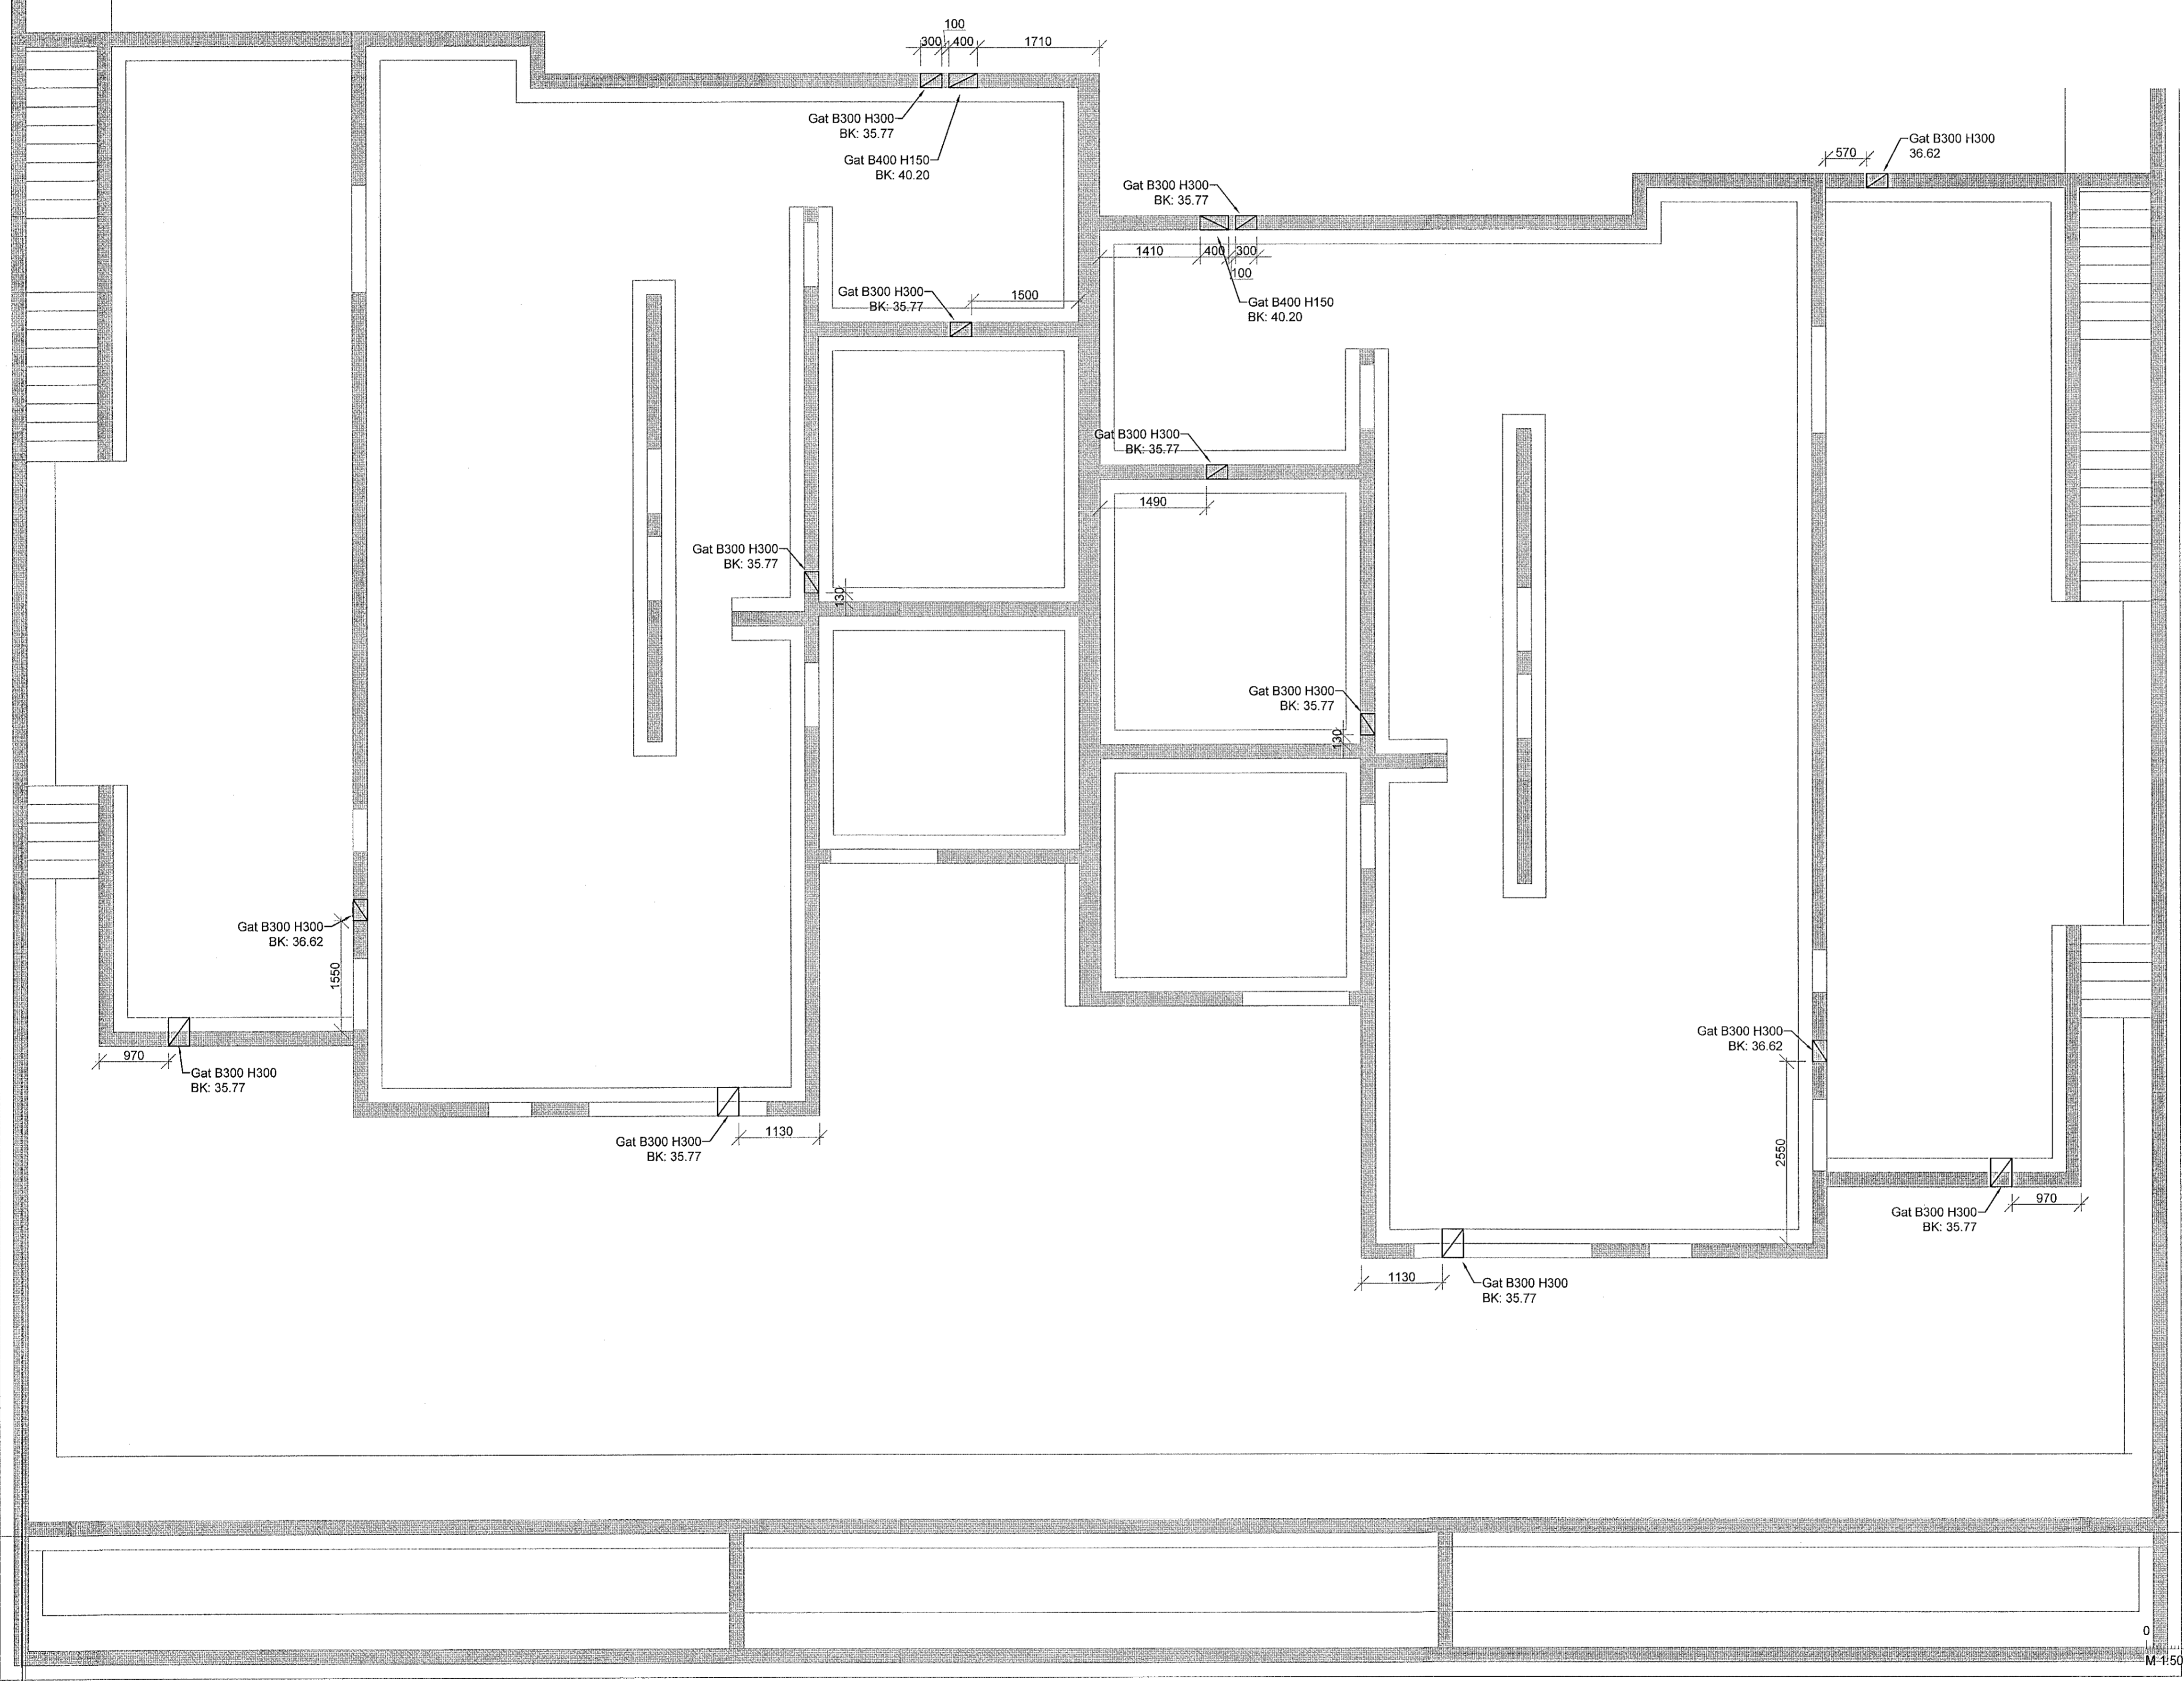 100
300
400
1710
Gat B300 H300
BK: 35.77
Gat B400 H150
BK: 40.20
570
Gat B300 H300
36.62
Gat B300 H300
BK: 35.77
1410
400
300
100
Gat B400 H150
BK: 40.20
Gat B300 H300
BK: 35.77
1500
Gat B300 H300
BK: 35.77
1490
Gat B300 H300
BK: 35.77
130
Gat B300 H300
BK: 35.77
130
Gat B300 H300
BK: 36.62
1550
970
Gat B300 H300
BK: 35.77
Gat B300 H300
BK: 35.77
1130
Gat B300 H300
BK: 36.62
2550
970
Gat B300 H300
BK: 35.77
1130
Gat B300 H300
BK: 35.77
0
M 1:50